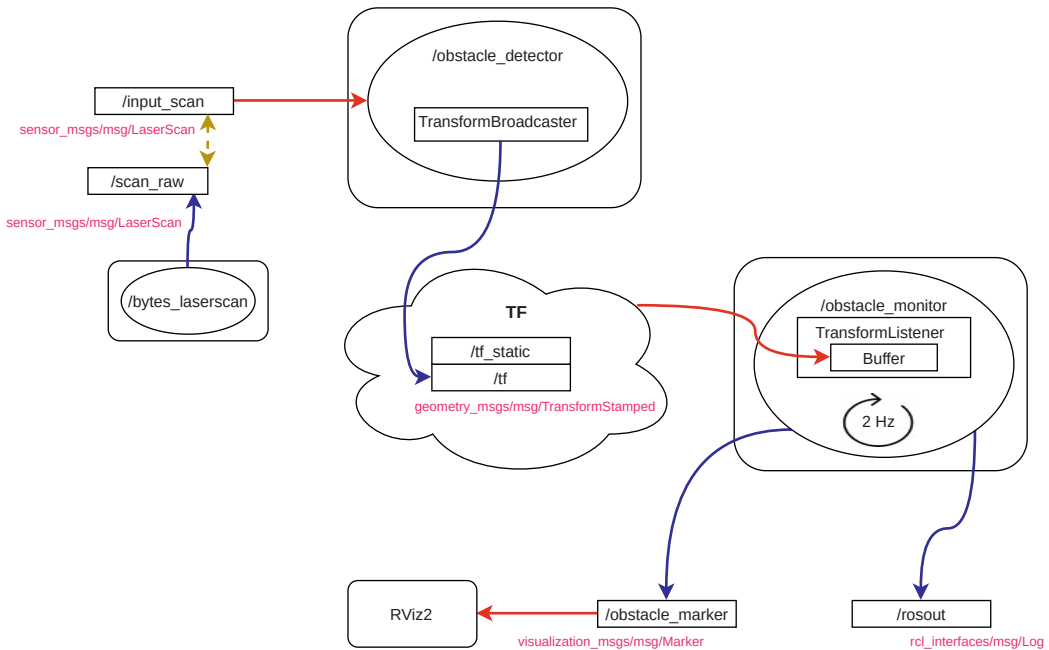 /obstacle_detector
TransformBroadcaster
/input_scan
sensor_msgs/msg/LaserScan
/scan_raw
sensor_msgs/msg/LaserScan
/bytes_laserscan
TF
/tf_static
/tf
geometry_msgs/msg/TransformStamped
/obstacle_monitor
TransformListener
Buffer
2 Hz
RViz2
/obstacle_marker
visualization_msgs/msg/Marker
/rosout
rcl_interfaces/msg/Log